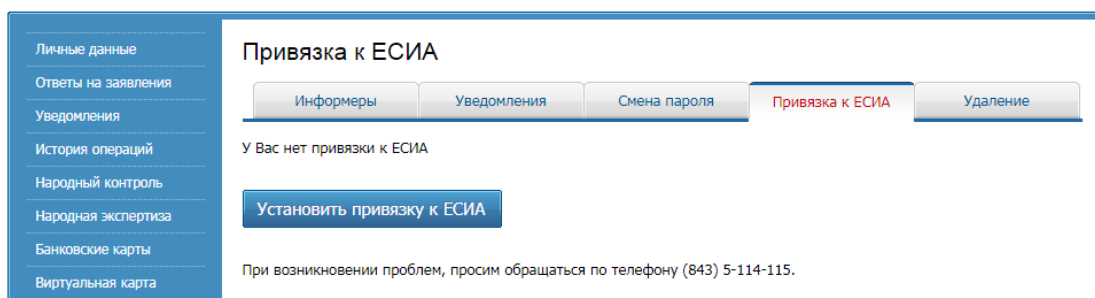 Личные данные
Ответы на заявления
Уведомления
История операций
Народный контроль
Народная экспертиза
Банковские карты
Виртуальная карта
Привязка к ЕСИА
Информеры
Уведомления
Смена пароля
Привязка к ЕСИА
Удаление
У Вас нет привязки к ЕСИА
Установить привязку к ЕСИА
При возникновении проблем, просим обращаться по телефону (843) 5-114-115.